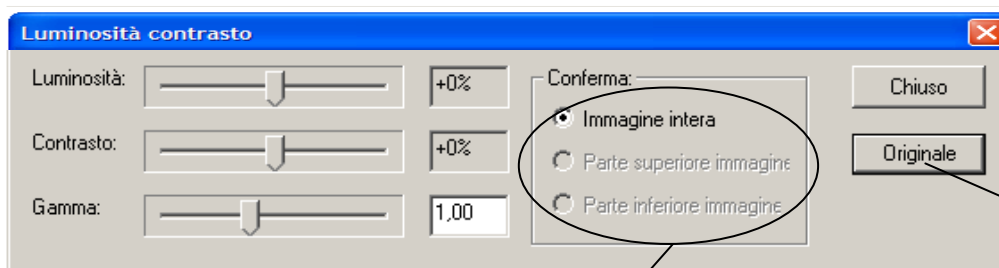 Luminosità contrasto
Luminosità: +0%
Contrasto: +0%
Gamma: 1,00
Conferma:
Immagine intera
Parte superiore immagine
Parte inferiore immagine
Chiuso
Originale